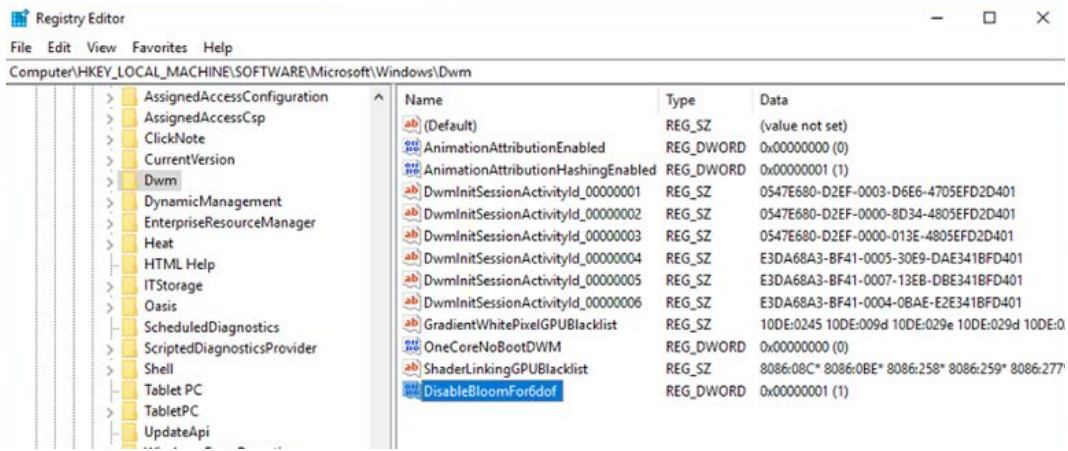 Registry Editor
File Edit View Favorites Help
Computer\HKEY_LOCAL_MACHINE\SOFTWARE\Microsoft\Windows\Dwm
AssignedAccessConfiguration
AssignedAccessCsp
ClickNote
CurrentVersion
Dwm
DynamicManagement
EnterpriseResourceManager
Heat
HTML Help
ITStorage
Oasis
ScheduledDiagnostics
ScriptedDiagnosticsProvider
Shell
Tablet PC
TabletPC
UpdateApi
Name Type Data
(Default) REG_SZ (value not set)
AnimationAttributionEnabled REG_DWORD 0x00000000 (0)
AnimationAttributionHashingEnabled REG_DWORD 0x00000001 (1)
DwmInitSessionActivityId_00000001 REG_SZ 0547E680-D2EF-0003-D6E6-4705EFD2D401
DwmInitSessionActivityId_00000002 REG_SZ 0547E680-D2EF-0000-8D34-4805EFD2D401
DwmInitSessionActivityId_00000003 REG_SZ 0547E680-D2EF-0000-013E-4805EFD2D401
DwmInitSessionActivityId_00000004 REG_SZ E3DA68A3-BF41-0005-30E9-DAE341BFD401
DwmInitSessionActivityId_00000005 REG_SZ E3DA68A3-BF41-0007-13EB-DBE341BFD401
DwmInitSessionActivityId_00000006 REG_SZ E3DA68A3-BF41-0004-0BAE-E2E341BFD401
GradientWhitePixelGPUBlacklist REG_SZ 10DE:0245 10DE:009d 10DE:029e 10DE:029d 10DE:0
OneCoreNoBootDWM REG_DWORD 0x00000000 (0)
ShaderLinkingGPUBlacklist REG_SZ 8086:08C* 8086:0BE* 8086:258* 8086:259* 8086:277*
DisableBloomFor6dof REG_DWORD 0x00000001 (1)